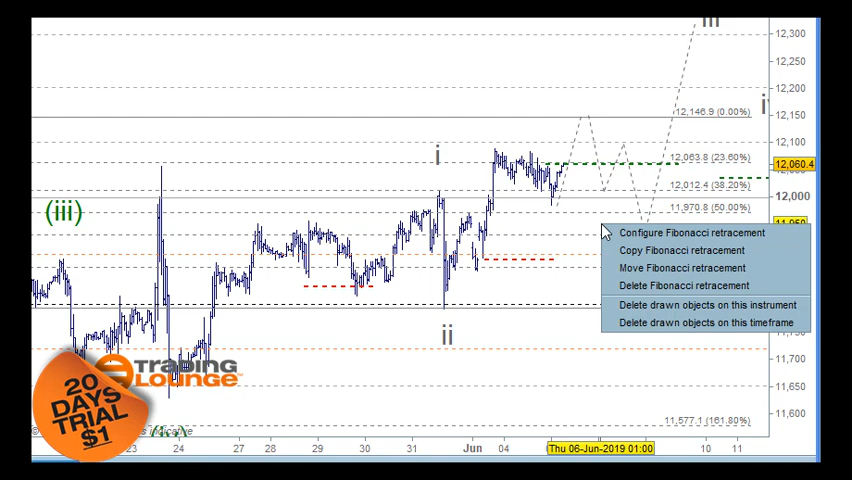 iii
12,300
12,250
12,200
12,150
12,146.9 (0.00%)
12,100
i
12,063.8 (23.60%)
12,060.4
12,012.4 (38.20%)
12,000
(iii)
11,970.8 (50.00%)
11,950
Configure Fibonacci retracement
Copy Fibonacci retracement
Move Fibonacci retracement
Delete Fibonacci retracement
Delete drawn objects on this instrument
Delete drawn objects on this timeframe
ii
11,700
TRADING
LOUNGE
20
DAYS
TRIAL
$1
11,650
11,600
11,577.1 (161.80%)
indicative
23
24
27
28
29
30
31
Jun
04
Thu 06-Jun-2019 01:00
10
11